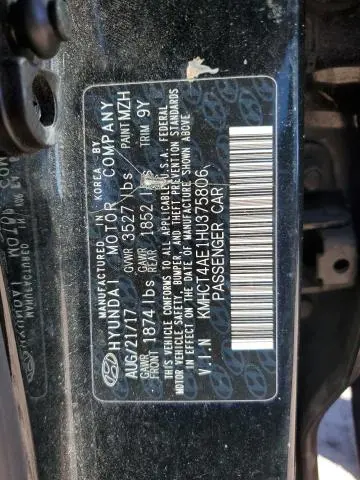 MANUFACTURED IN KOREA BY
HYUNDAI MOTOR COMPANY
AUG/21/17 GVWR 3527 lbs PAINT MZH
GAWR FRONT 1874 lbs GAWR REAR 1852 lbs TRIM 9Y
THIS VEHICLE CONFORMS TO ALL APPLICABLE U.S.A. FEDERAL
MOTOR VEHICLE SAFETY, BUMPER, AND THEFT PREVENTION STANDARDS
IN EFFECT ON THE DATE OF MANUFACTURE SHOWN ABOVE
V.I.N KMHCT4AE1HU375806
PASSENGER CAR